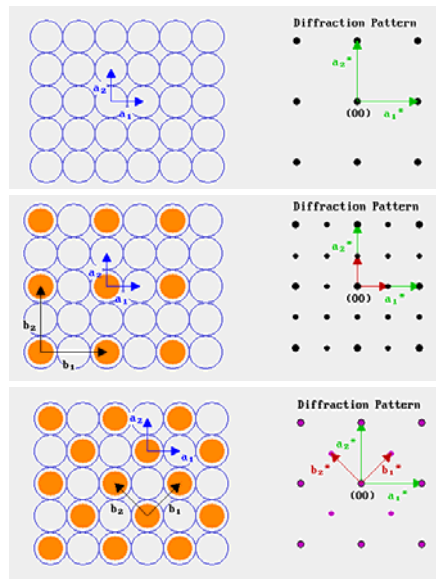 Diffraction Pattern
a2*
a2
a1
(00)
a1*
Diffraction Pattern
a2*
a2
a1
(00)
a1*
b2
b1
Diffraction Pattern
a2
a2*
a1
b2*
b1*
b2
b1
(00)
a1*